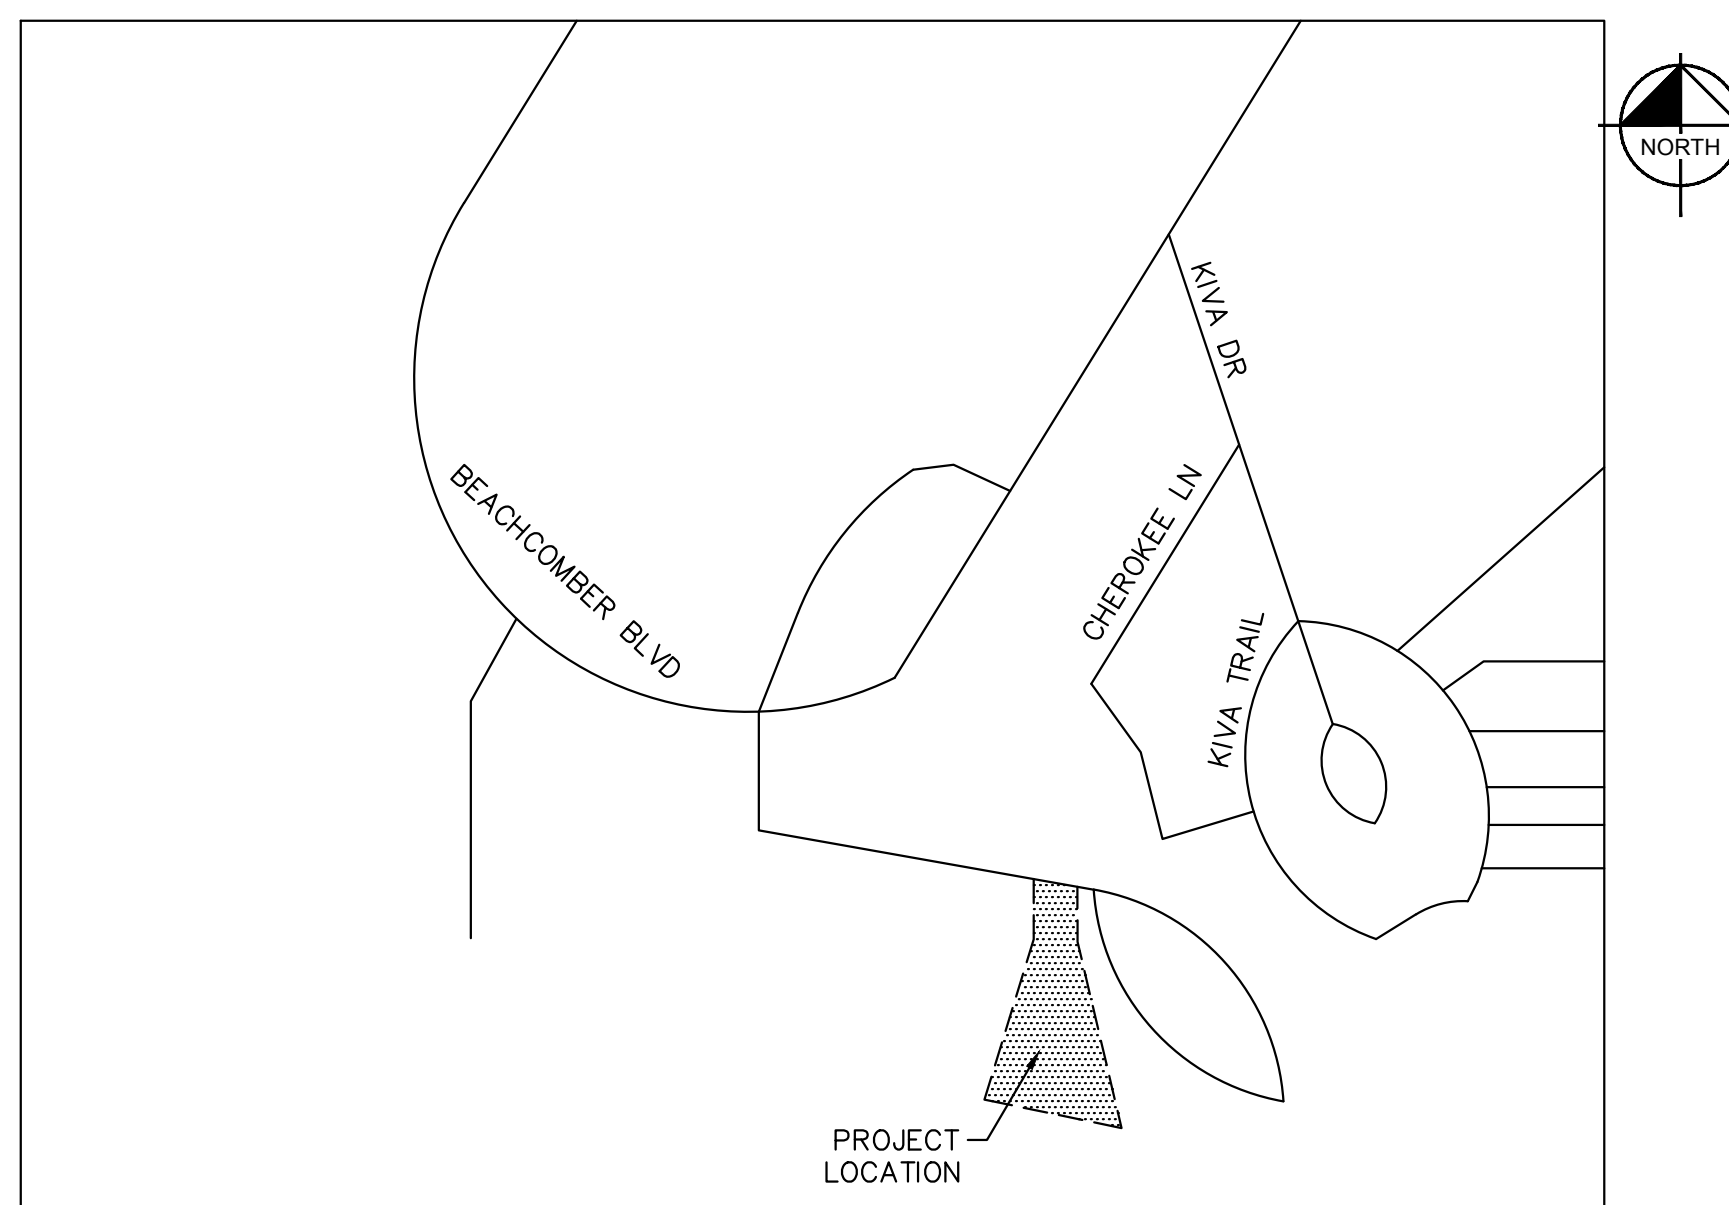 NORTH
KIVA DR
BEACHCOMBER BLVD
CHEROKEE LN
KIVA TRAIL
PROJECT
LOCATION